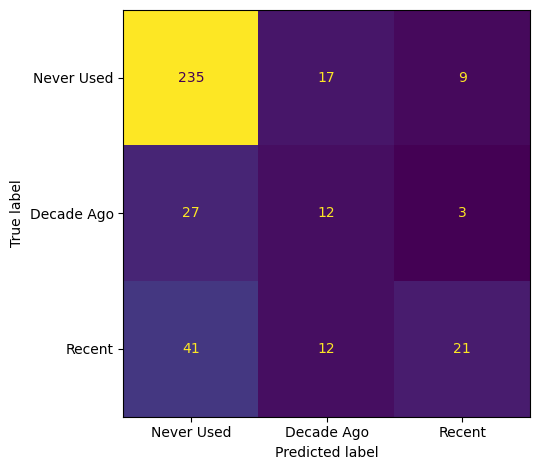 Never Used 235 17 9
Decade Ago 27 12 3
Recent 41 12 21
Never Used Decade Ago Recent
Predicted label
True label